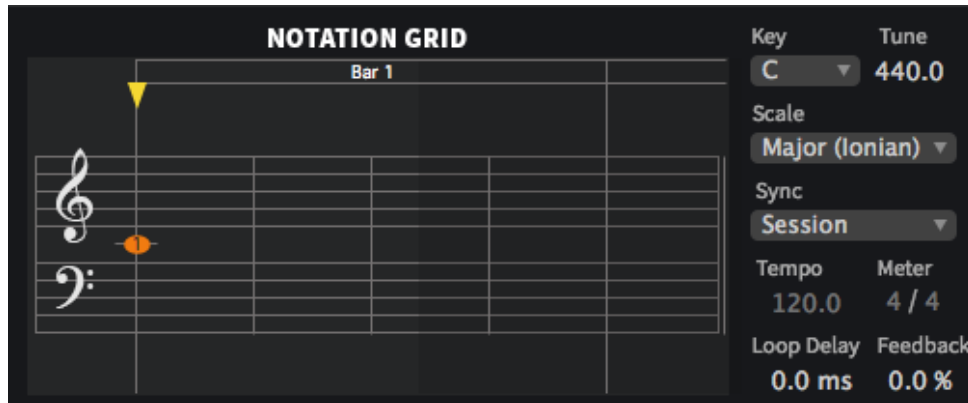 NOTATION GRID
Bar 1
1
Key Tune
C 440.0
Scale
Major (Ionian)
Sync
Session
Tempo Meter
120.0 4 / 4
Loop Delay Feedback
0.0 ms 0.0 %